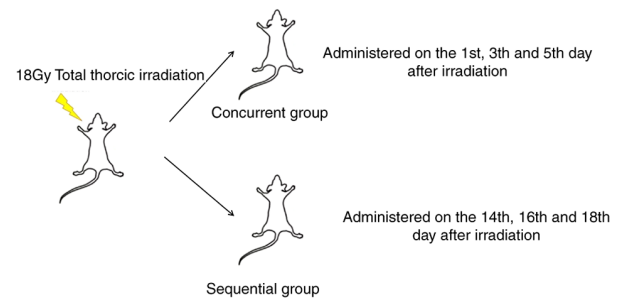 18Gy Total thorcic irradiation
Administered on the 1st, 3th and 5th day
after irradiation
Concurrent group
Administered on the 14th, 16th and 18th
day after irradiation
Sequential group